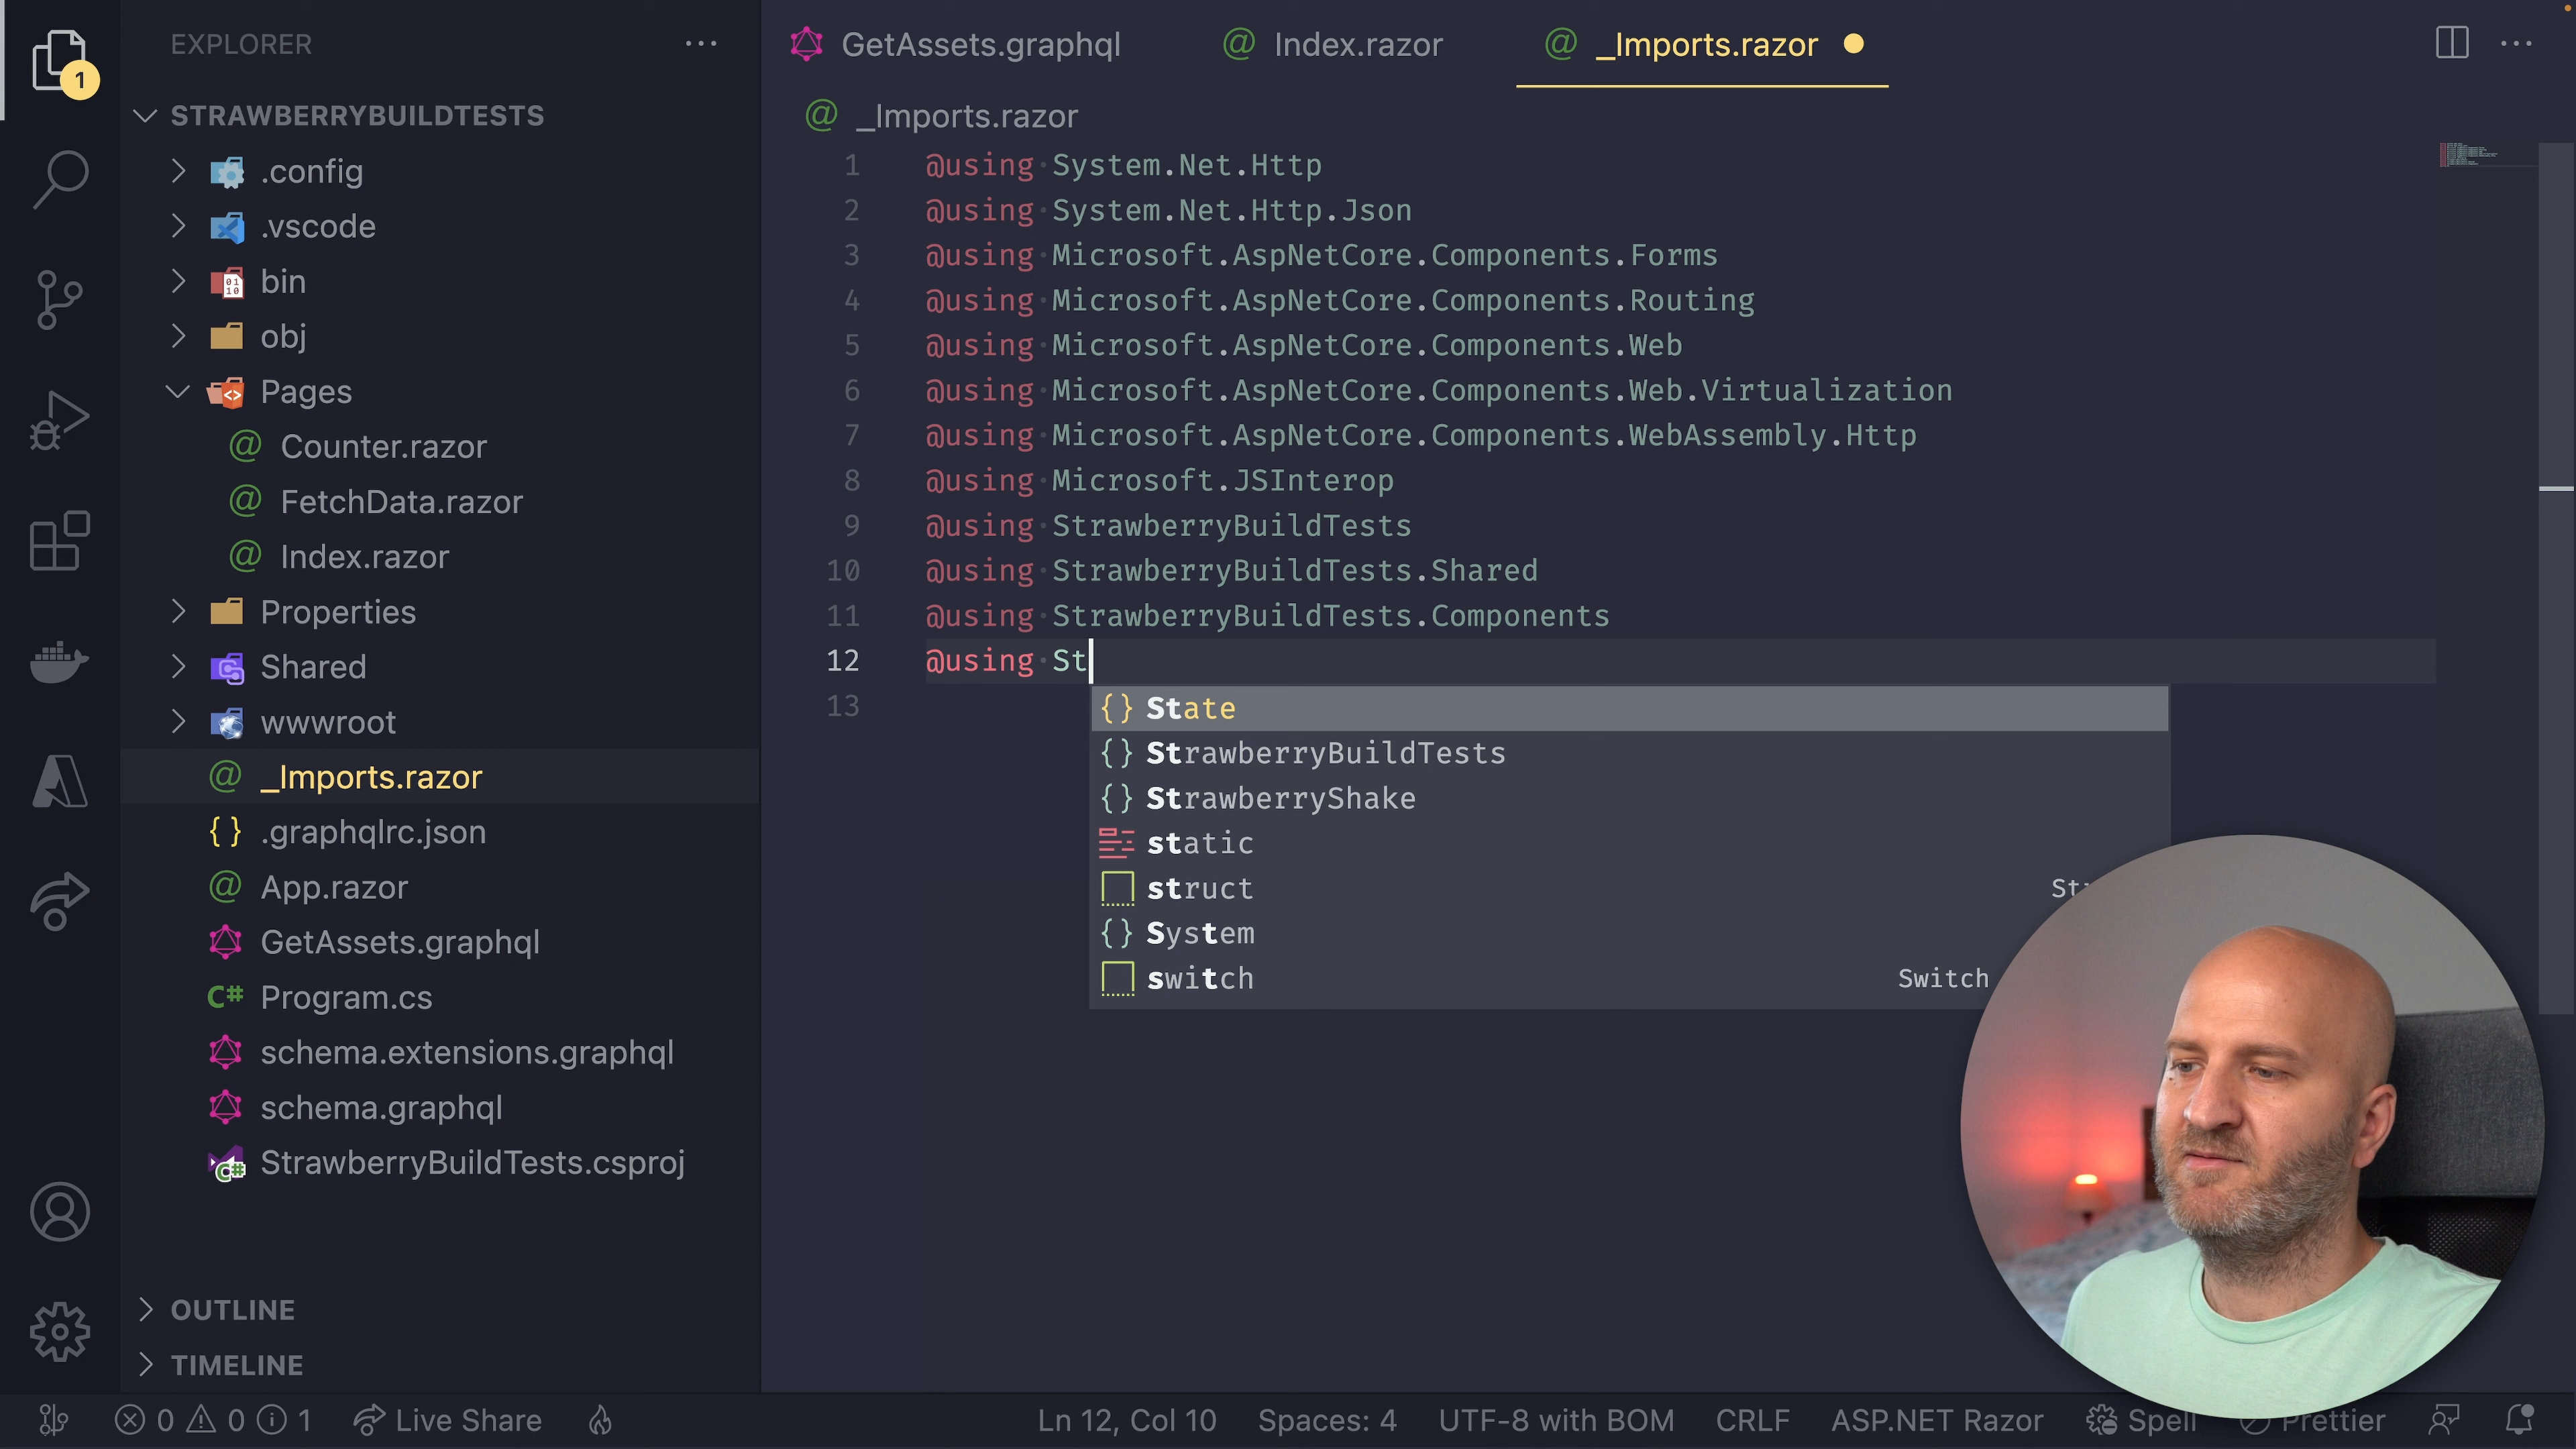 1
EXPLORER
STRAWBERRYBUILDTESTS
.config
.vscode
bin
obj
Pages
Counter.razor
FetchData.razor
Index.razor
Properties
Shared
wwwroot
_Imports.razor
.graphqlrc.json
App.razor
GetAssets.graphql
Program.cs
schema.extensions.graphql
schema.graphql
StrawberryBuildTests.csproj
OUTLINE
TIMELINE
GetAssets.graphql
Index.razor
_Imports.razor
_Imports.razor
1 @using System.Net.Http
2 @using System.Net.Http.Json
3 @using Microsoft.AspNetCore.Components.Forms
4 @using Microsoft.AspNetCore.Components.Routing
5 @using Microsoft.AspNetCore.Components.Web
6 @using Microsoft.AspNetCore.Components.Web.Virtualization
7 @using Microsoft.AspNetCore.Components.WebAssembly.Http
8 @using Microsoft.JSInterop
9 @using StrawberryBuildTests
10 @using StrawberryBuildTests.Shared
11 @using StrawberryBuildTests.Components
12 @using St
13
{} State
{} StrawberryBuildTests
{} StrawberryShake
static
struct
{} System
switch Switch
0 0 1 Live Share Ln 12, Col 10 Spaces: 4 UTF-8 with BOM CRLF ASP.NET Razor Spell Prettier